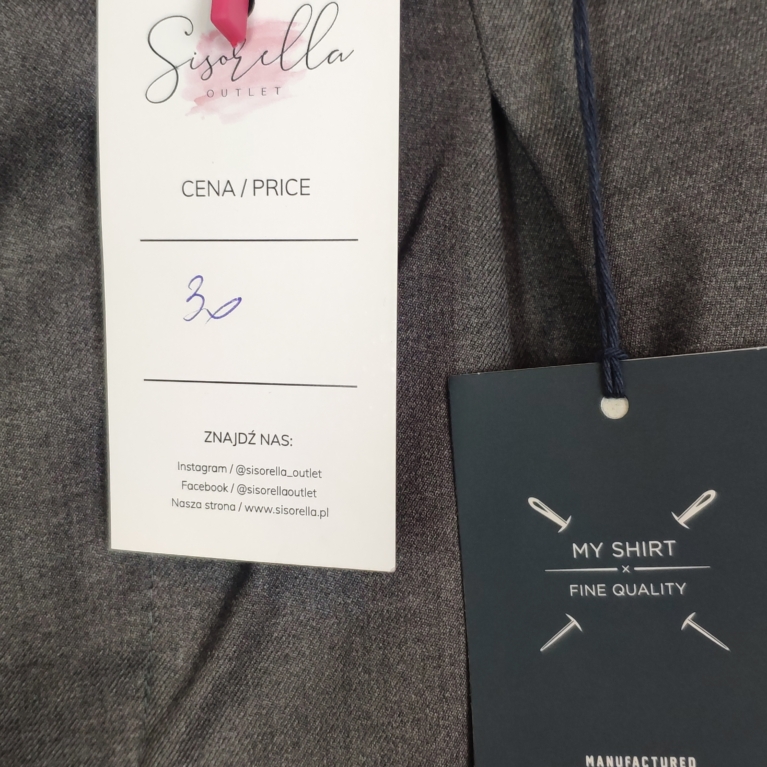 Sisorella
OUTLET
CENA / PRICE
30
ZNAJDŹ NAS:
Instagram / @sisorella_outlet
Facebook / @sisorellaoutlet
Nasza strona / www.sisorella.pl
MY SHIRT
×
FINE QUALITY
MANUFACTURED